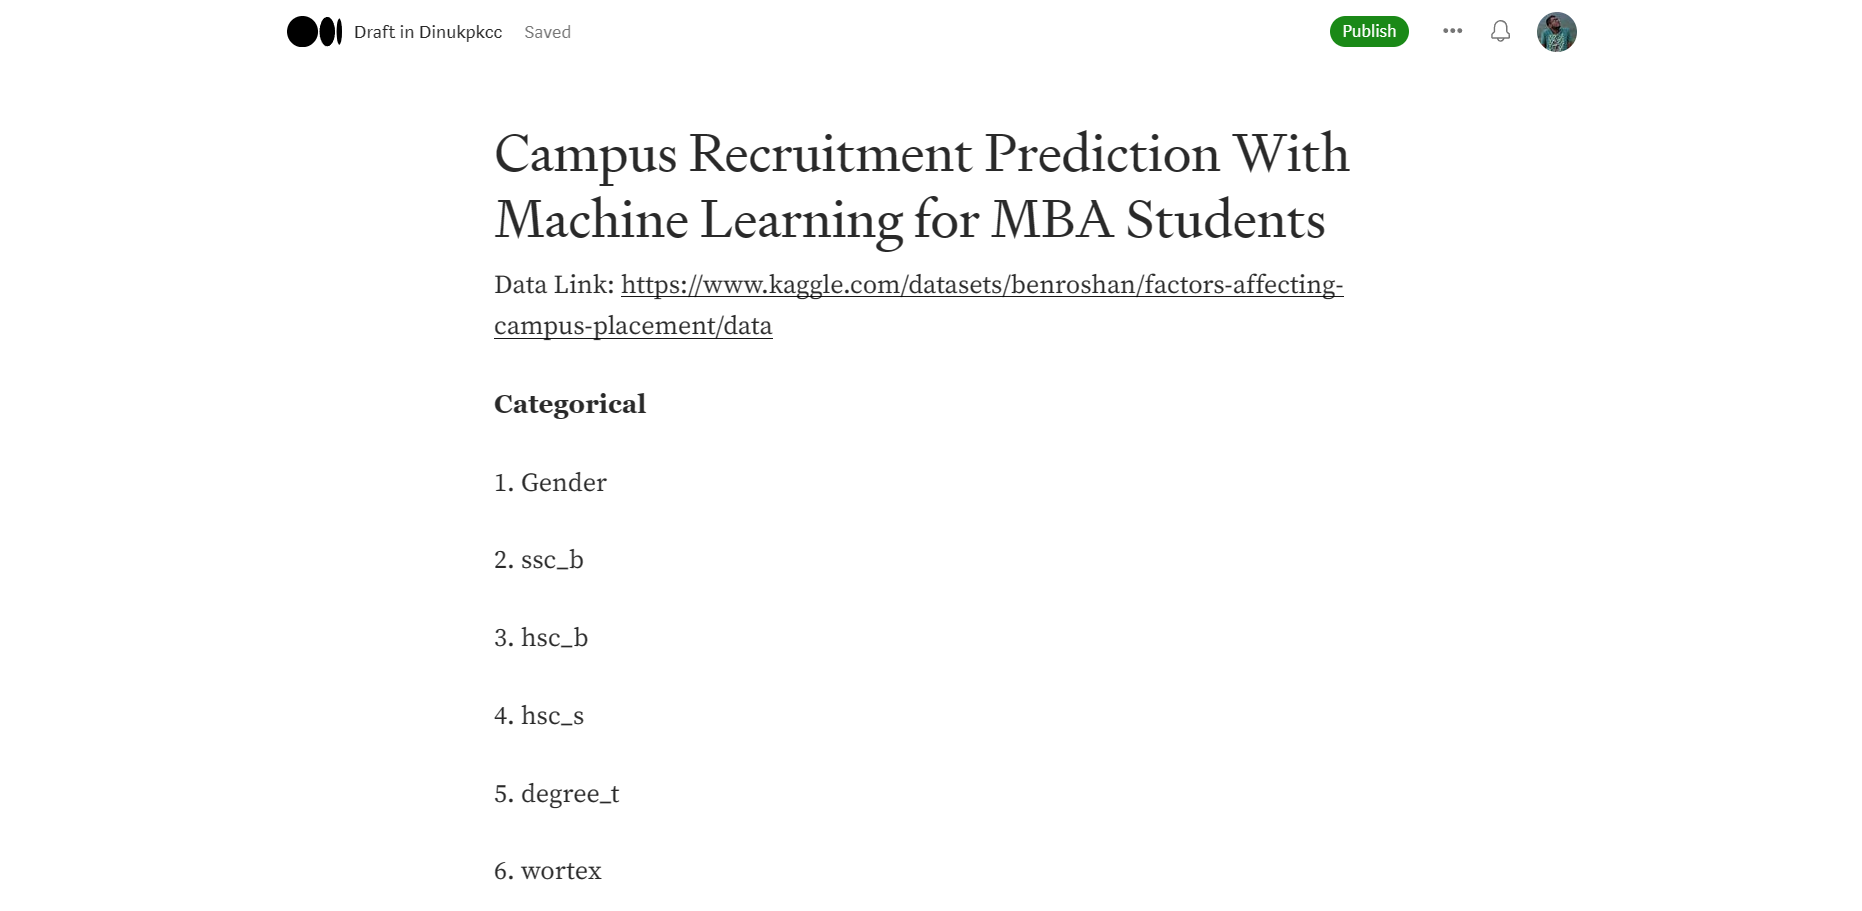 Draft in Dinukpkcc Saved Publish
Campus Recruitment Prediction With
Machine Learning for MBA Students
Data Link: https://www.kaggle.com/datasets/benroshan/factors-affecting-
campus-placement/data
Categorical
1. Gender
2. ssc_b
3. hsc_b
4. hsc_s
5. degree_t
6. wortex